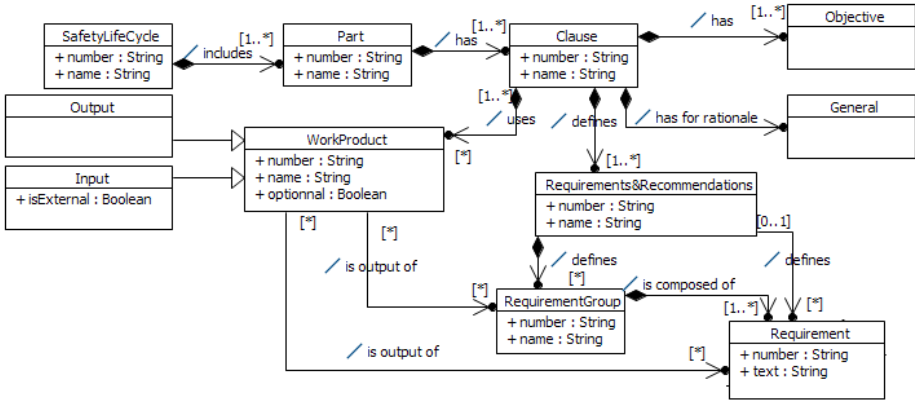 SafetyLifeCycle
+ number : String
+ name : String
includes
[1..*]
Part
+ number : String
+ name : String
has
[1..*]
Clause
+ number : String
+ name : String
has
[1..*]
Objective
Output
Input
+ isExternal : Boolean
WorkProduct
+ number : String
+ name : String
+ optionnal : Boolean
[1..*]
uses
[*]
defines
[1..*]
has for rationale
General
Requirements&Recommendations
+ number : String
+ name : String
[0..1]
[*]
[*]
is output of
defines
[*]
defines
[*]
[*]
RequirementGroup
+ number : String
+ name : String
is composed of
[1..*]
is output of
[*]
Requirement
+ number : String
+ text : String